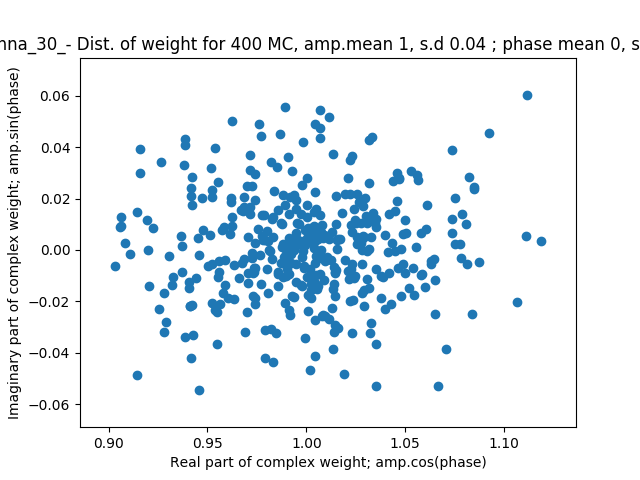 nna_30_- Dist. of weight for 400 MC, amp.mean 1, s.d 0.04 ; phase mean 0, s
0.06
0.04
0.02
0.00
−0.02
−0.04
−0.06
Imaginary part of complex weight; amp.sin(phase)
0.90 0.95 1.00 1.05 1.10
Real part of complex weight; amp.cos(phase)